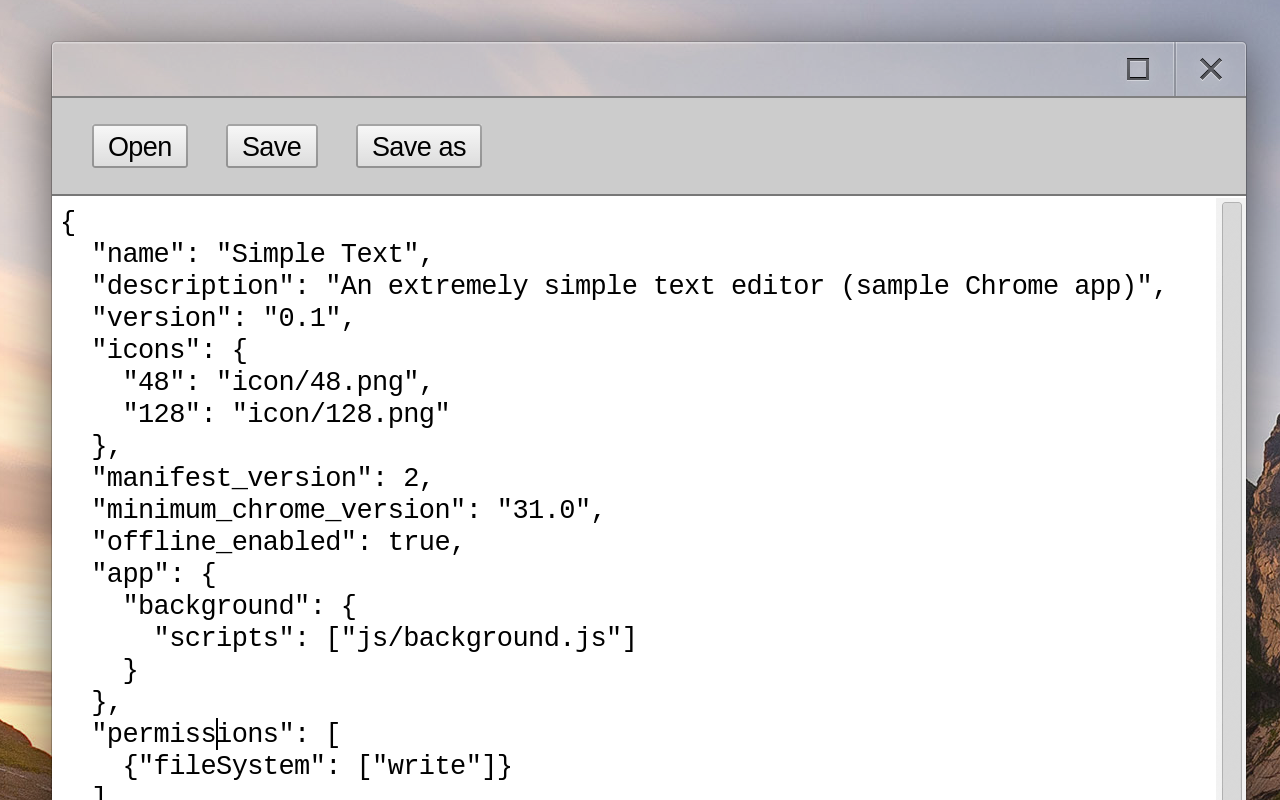 Open Save Save as
{
  "name": "Simple Text",
  "description": "An extremely simple text editor (sample Chrome app)",
  "version": "0.1",
  "icons": {
    "48": "icon/48.png",
    "128": "icon/128.png"
  },
  "manifest_version": 2,
  "minimum_chrome_version": "31.0",
  "offline_enabled": true,
  "app": {
    "background": {
      "scripts": ["js/background.js"]
    }
  },
  "permissions": [
    {"fileSystem": ["write"]}
  ]